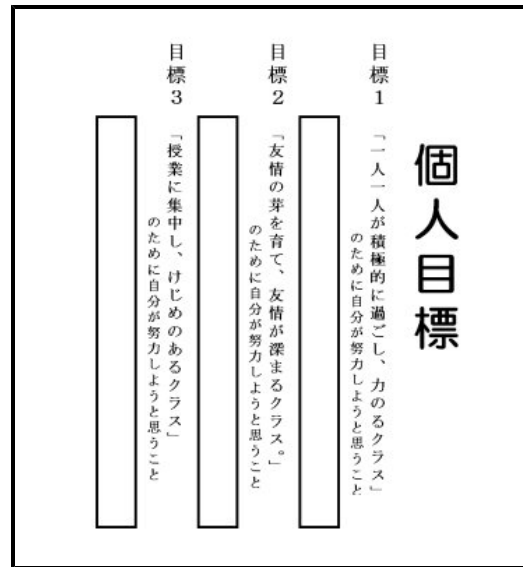 個人目標
目標1
「一人一人が積極的に過ごし、力のるクラス」
のために自分が努力しようと思うこと
目標2
「友情の芽を育て、友情が深まるクラス。」
のために自分が努力しようと思うこと
目標3
「授業に集中し、けじめのあるクラス」
のために自分が努力しようと思うこと